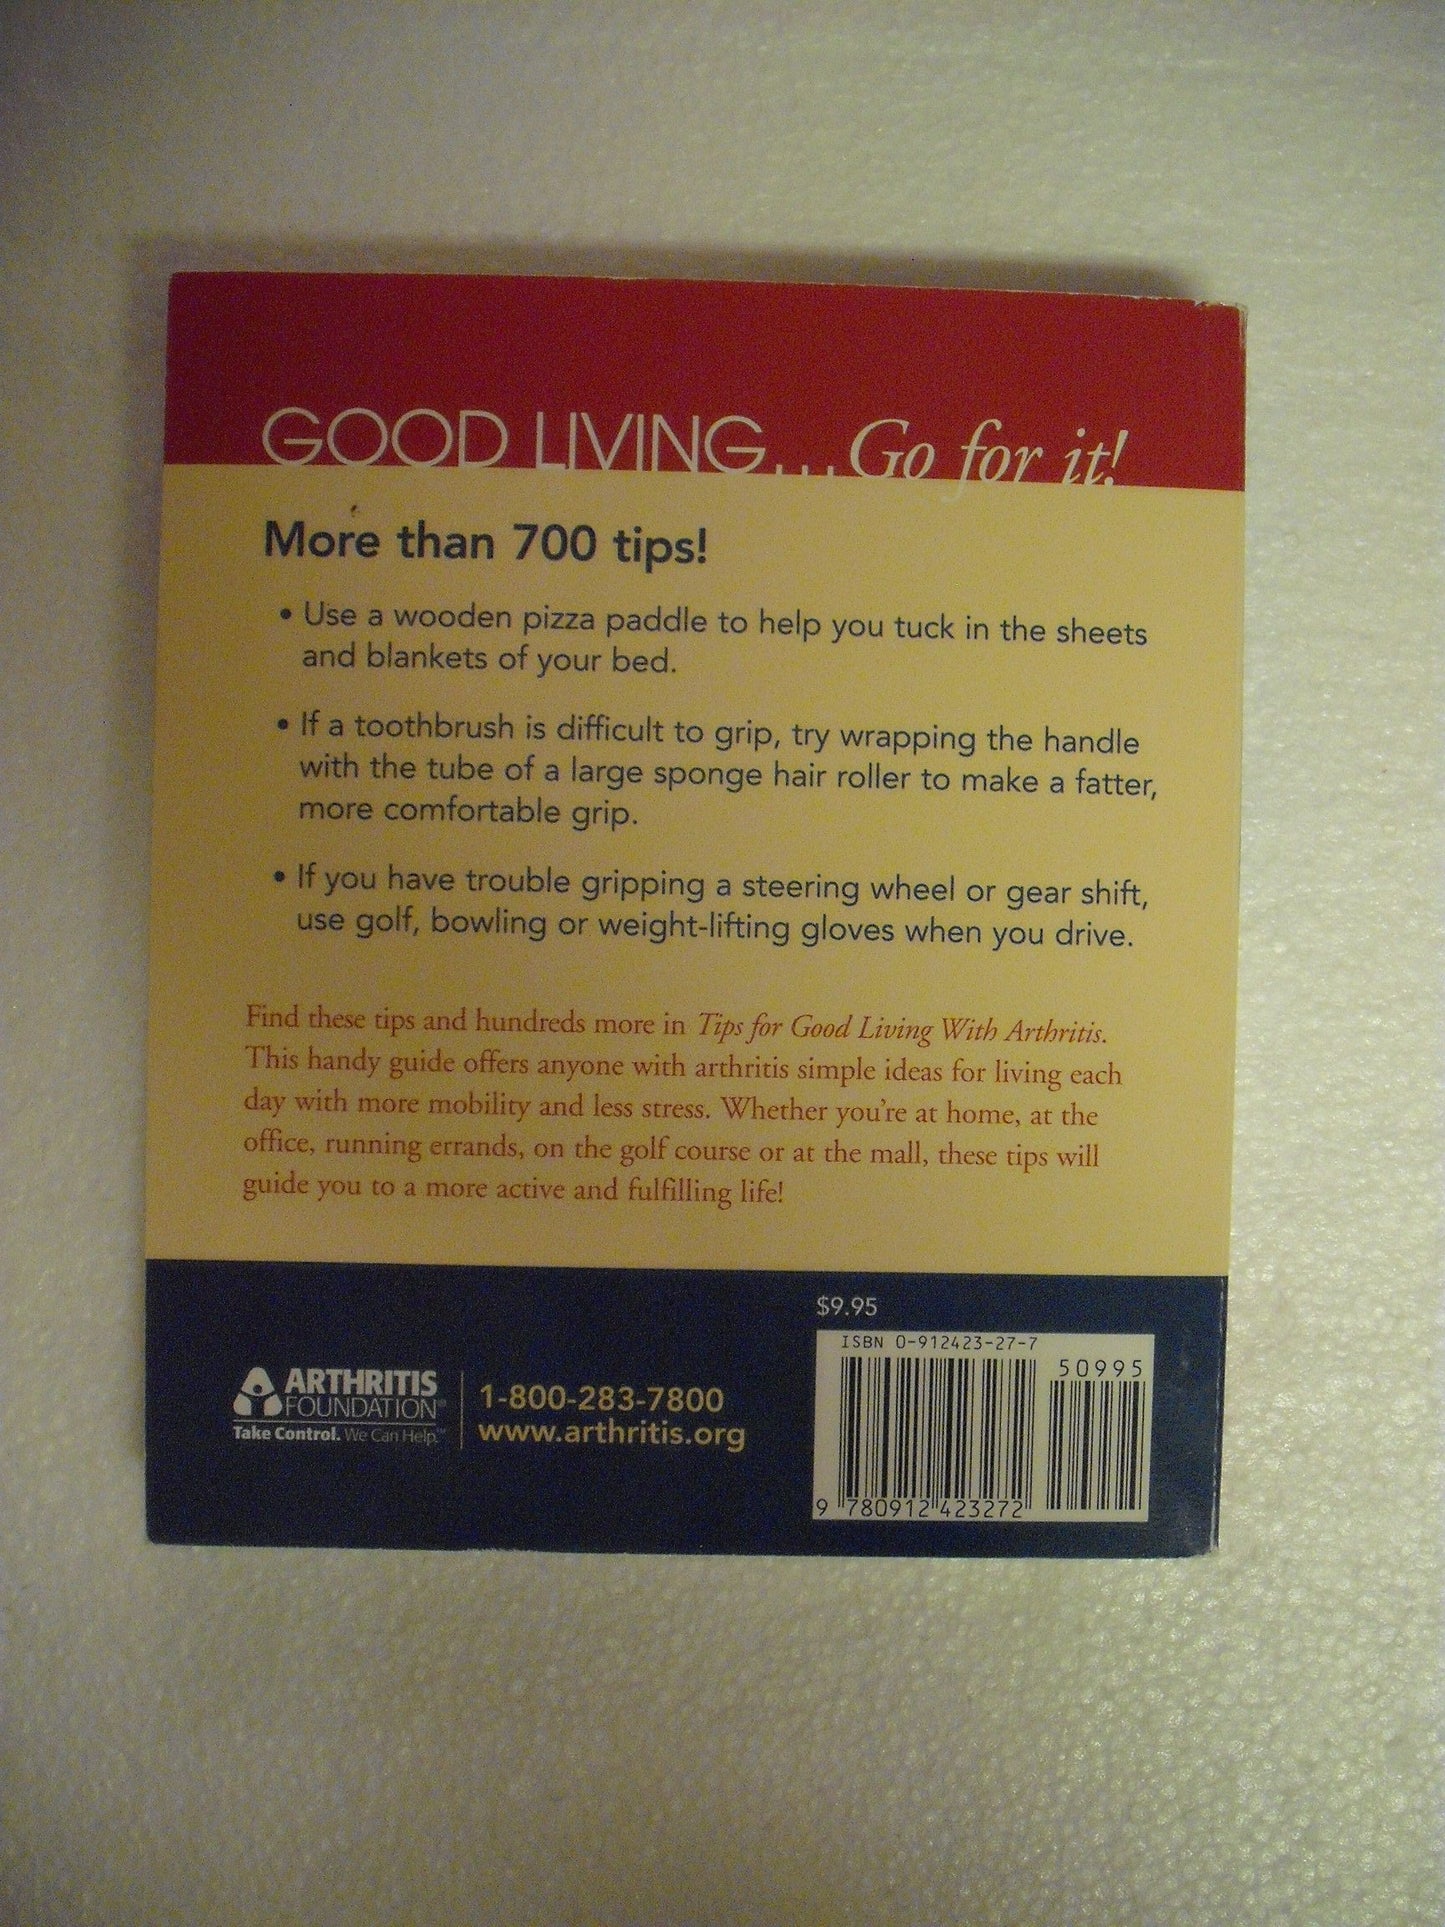 GOOD LIVING...Go for it!
More than 700 tips!
• Use a wooden pizza paddle to help you tuck in the sheets
and blankets of your bed.
• If a toothbrush is difficult to grip, try wrapping the handle
with the tube of a large sponge hair roller to make a fatter,
more comfortable grip.
• If you have trouble gripping a steering wheel or gear shift,
use golf, bowling or weight-lifting gloves when you drive.
Find these tips and hundreds more in Tips for Good Living With Arthritis.
This handy guide offers anyone with arthritis simple ideas for living each
day with more mobility and less stress. Whether you're at home, at the
office, running errands, on the golf course or at the mall, these tips will
guide you to a more active and fulfilling life!
ARTHRITIS
FOUNDATION®
Take Control. We Can Help.™
1-800-283-7800
www.arthritis.org
$9.95
ISBN 0-912423-27-7
50995
9 780912 423272